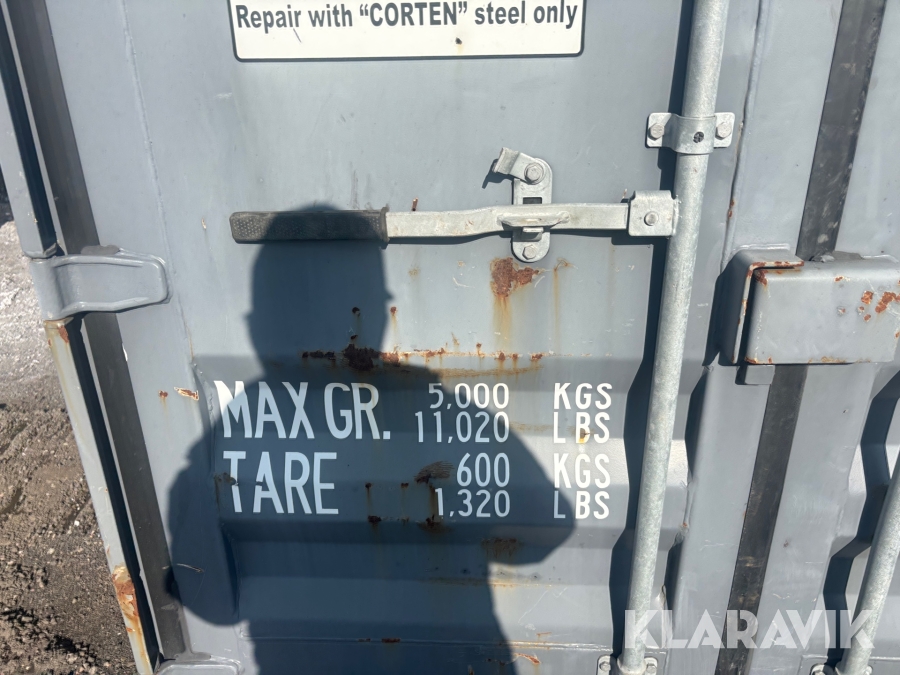 Repair with “CORTEN” steel only
MAX GR. 5,000 KGS
11,020 LBS
TARE 600 KGS
1,320 LBS
KLARAVIK